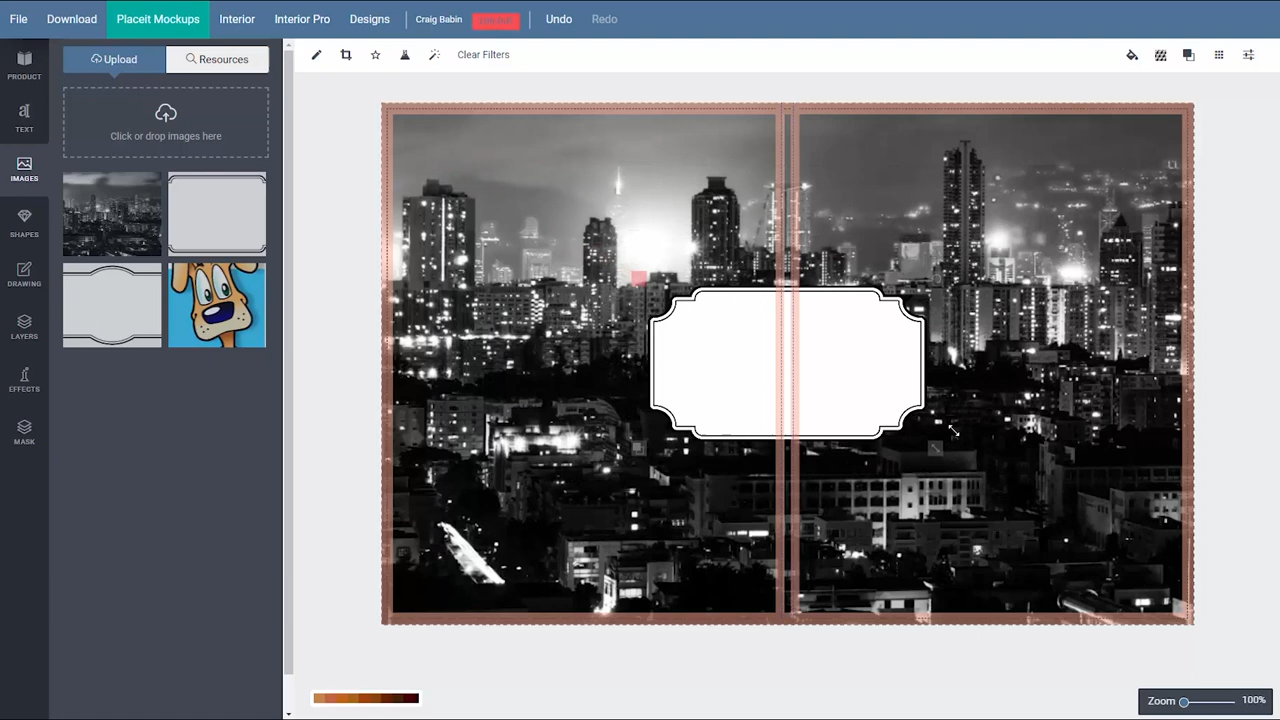 File Download Placeit Mockups Interior Interior Pro Designs Craig Babin Undo Redo
Upload Resources
Clear Filters
PRODUCT
Click or drop images here
TEXT
IMAGES
SHAPES
DRAWING
LAYERS
EFFECTS
MASK
Zoom 100%